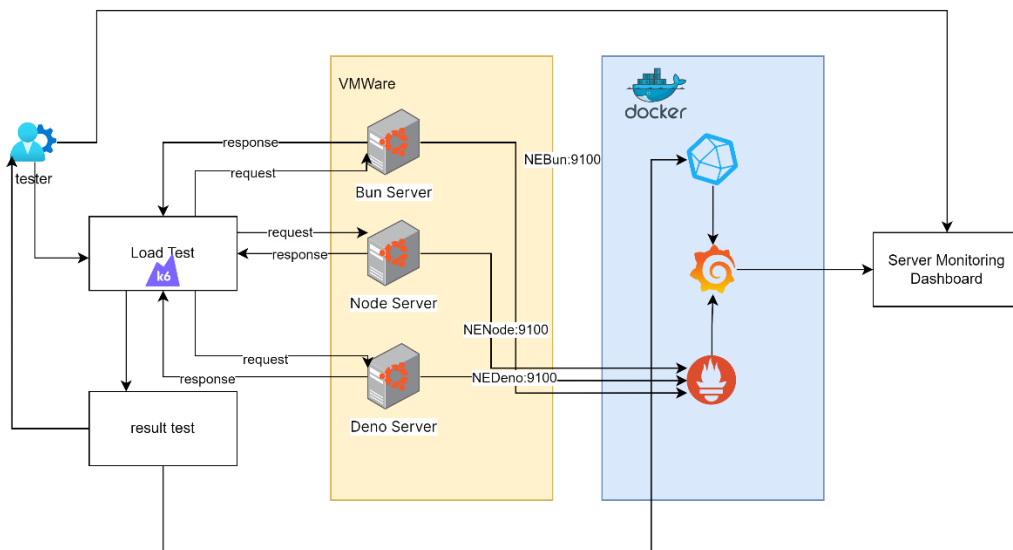 VMWare
docker
tester
response
request
NEBun:9100
Bun Server
Load Test
k6
request
response
Server Monitoring
Dashboard
Node Server
NENode:9100
request
response
NEDeno:9100
result test
Deno Server